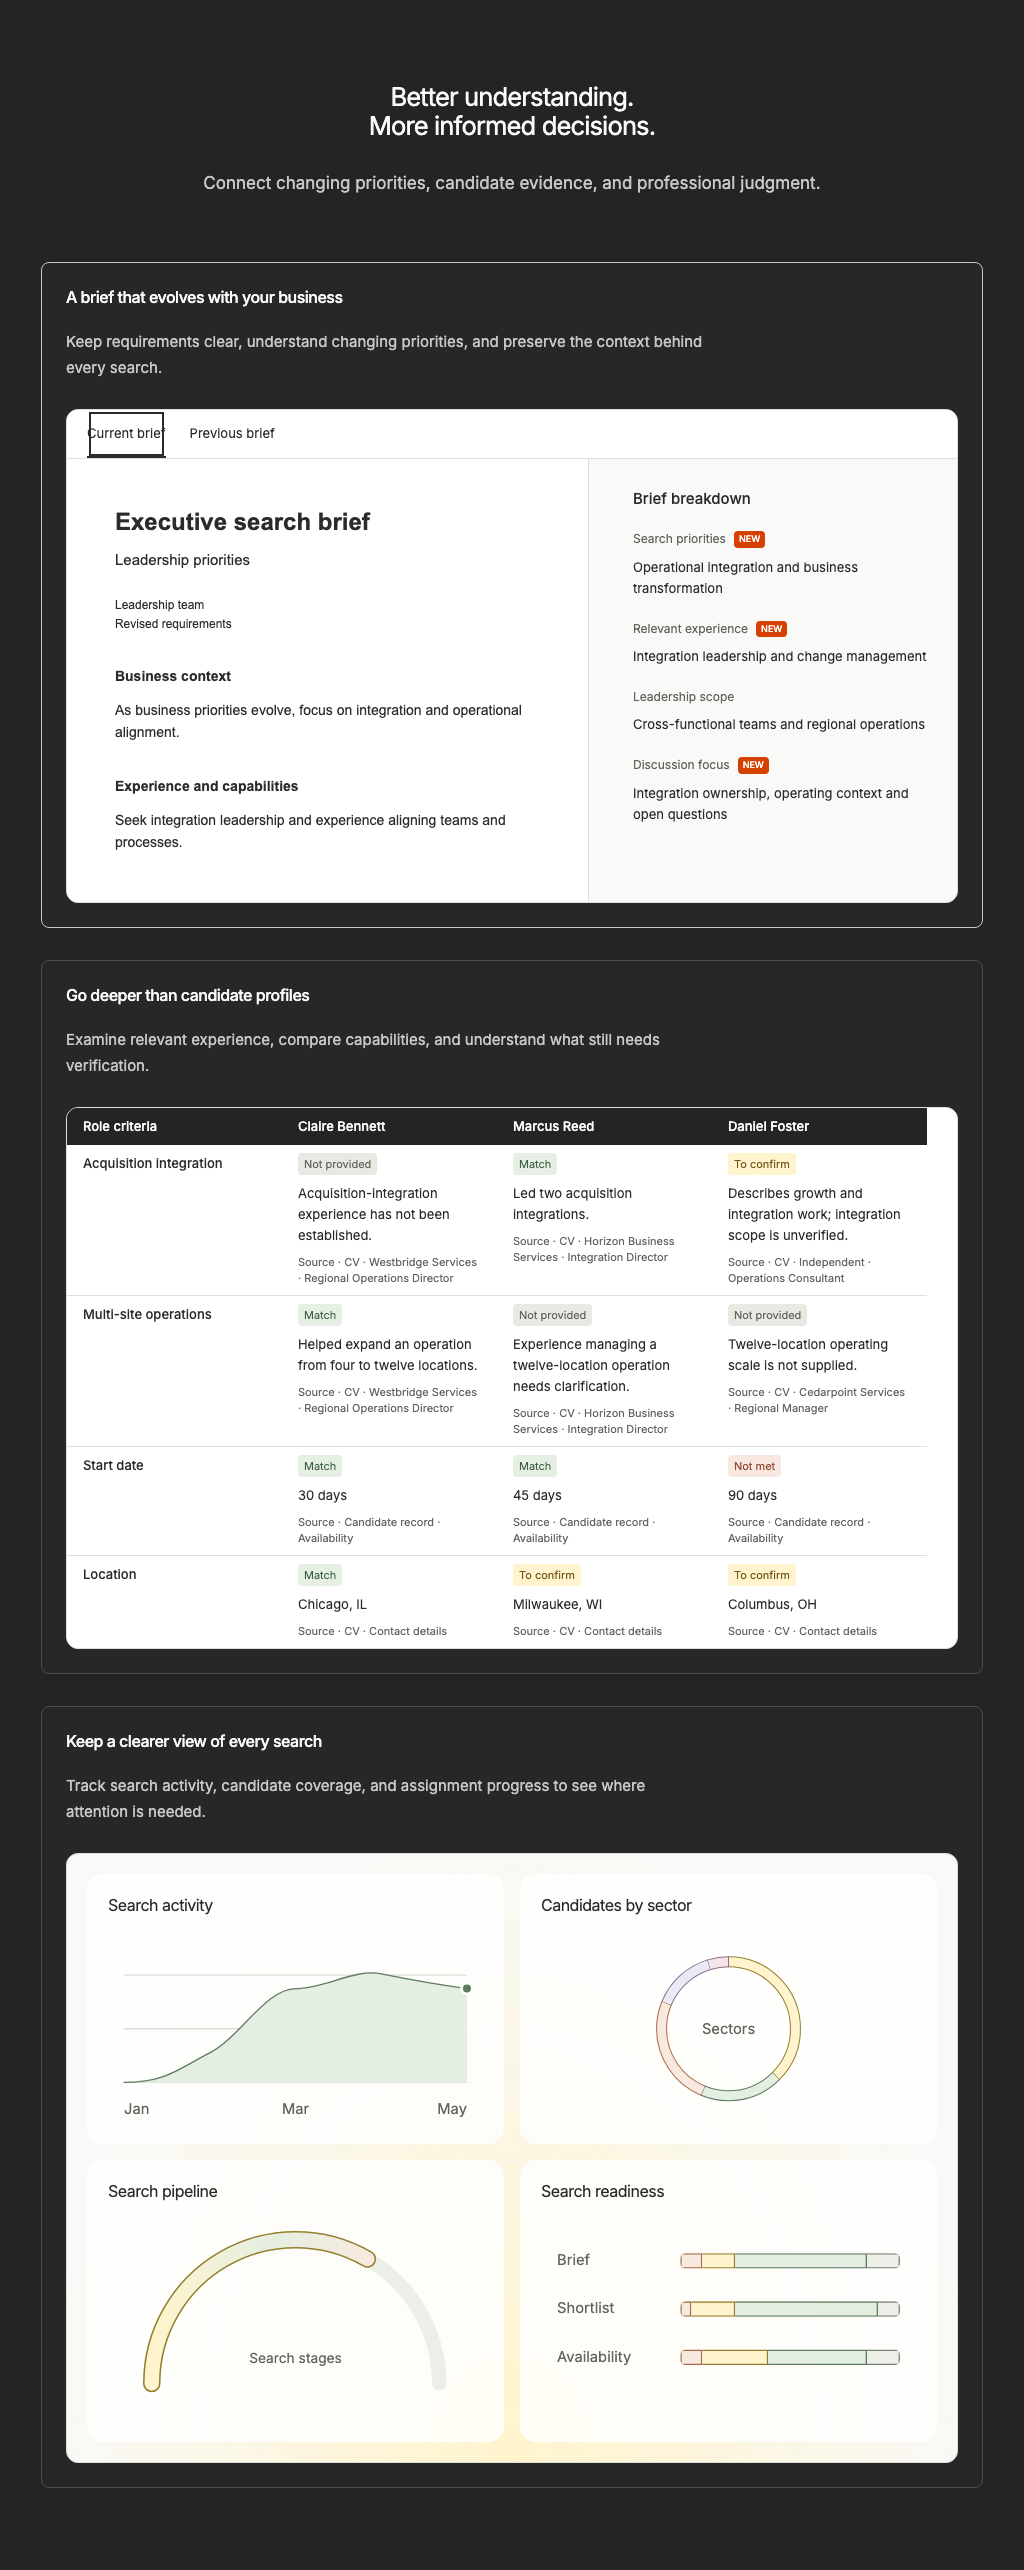 Better understanding.
More informed decisions.
Connect changing priorities, candidate evidence, and professional judgment.
A brief that evolves with your business
Keep requirements clear, understand changing priorities, and preserve the context behind
every search.
Current brief
Previous brief
Executive search brief
Leadership priorities
Leadership team
Revised requirements
Business context
As business priorities evolve, focus on integration and operational
alignment.
Experience and capabilities
Seek integration leadership and experience aligning teams and
processes.
Brief breakdown
Search priorities NEW
Operational integration and business
transformation
Relevant experience NEW
Integration leadership and change management
Leadership scope
Cross-functional teams and regional operations
Discussion focus NEW
Integration ownership, operating context and
open questions
Go deeper than candidate profiles
Examine relevant experience, compare capabilities, and understand what still needs
verification.
Role criteria
Claire Bennett
Marcus Reed
Daniel Foster
Acquisition integration
Not provided
Acquisition-integration
experience has not been
established.
Source · CV · Westbridge Services
· Regional Operations Director
Match
Led two acquisition
integrations.
Source · CV · Horizon Business
Services · Integration Director
To confirm
Describes growth and
integration work; integration
scope is unverified.
Source · CV · Independent ·
Operations Consultant
Multi-site operations
Match
Helped expand an operation
from four to twelve locations.
Source · CV · Westbridge Services
· Regional Operations Director
Not provided
Experience managing a
twelve-location operation
needs clarification.
Source · CV · Horizon Business
Services · Integration Director
Not provided
Twelve-location operating
scale is not supplied.
Source · CV · Cedarpoint Services
· Regional Manager
Start date
Match
30 days
Source · Candidate record ·
Availability
Match
45 days
Source · Candidate record ·
Availability
Not met
90 days
Source · Candidate record ·
Availability
Location
Match
Chicago, IL
Source · CV · Contact details
To confirm
Milwaukee, WI
Source · CV · Contact details
To confirm
Columbus, OH
Source · CV · Contact details
Keep a clearer view of every search
Track search activity, candidate coverage, and assignment progress to see where
attention is needed.
Search activity
Jan
Mar
May
Candidates by sector
Sectors
Search pipeline
Search stages
Search readiness
Brief
Shortlist
Availability